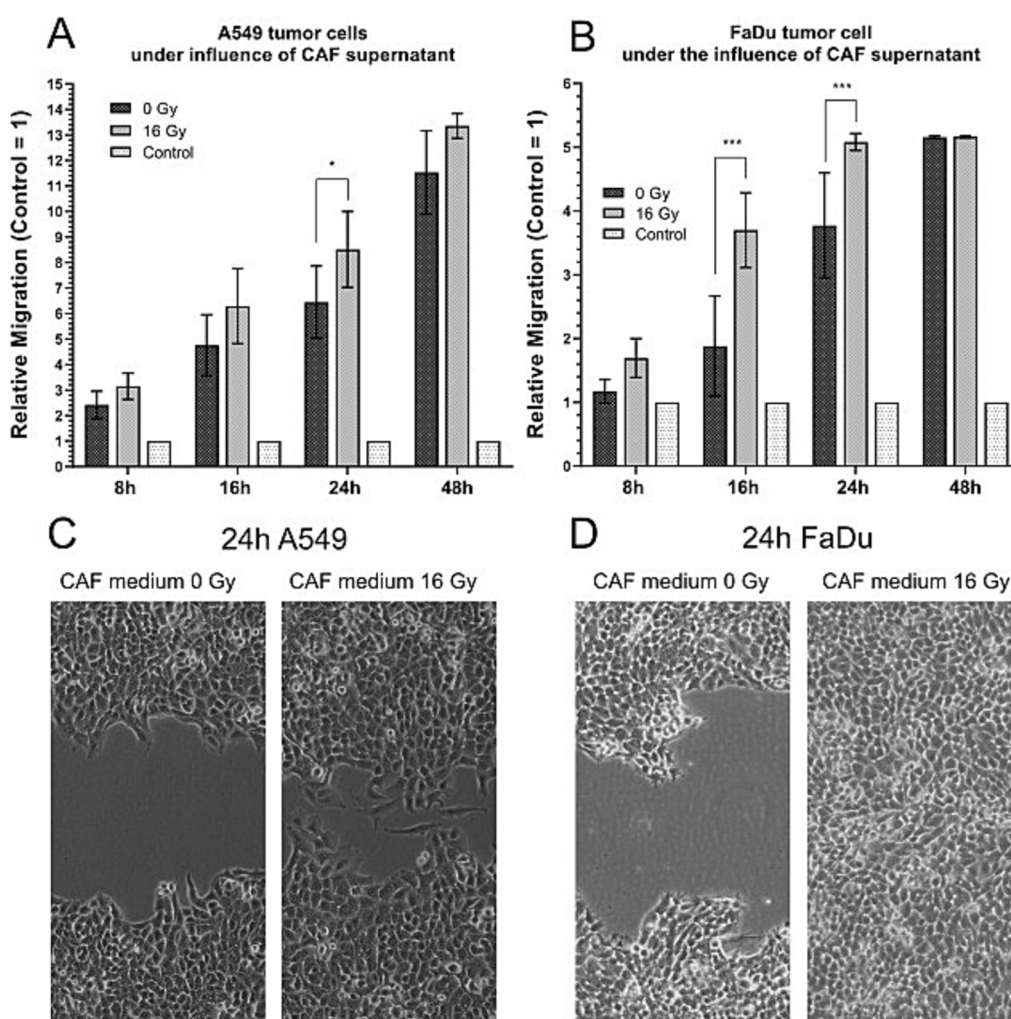 A
A549 tumor cells
under influence of CAF supernatant
Relative Migration (Control = 1)
15
14
13
12
11
10
9
8
7
6
5
4
3
2
1
0
0 Gy
16 Gy
Control
*
8h
16h
24h
48h
B
FaDu tumor cell
under the influence of CAF supernatant
Relative Migration (Control = 1)
6
5
4
3
2
1
0
0 Gy
16 Gy
Control
***
***
8h
16h
24h
48h
C
24h A549
CAF medium 0 Gy
CAF medium 16 Gy
D
24h FaDu
CAF medium 0 Gy
CAF medium 16 Gy